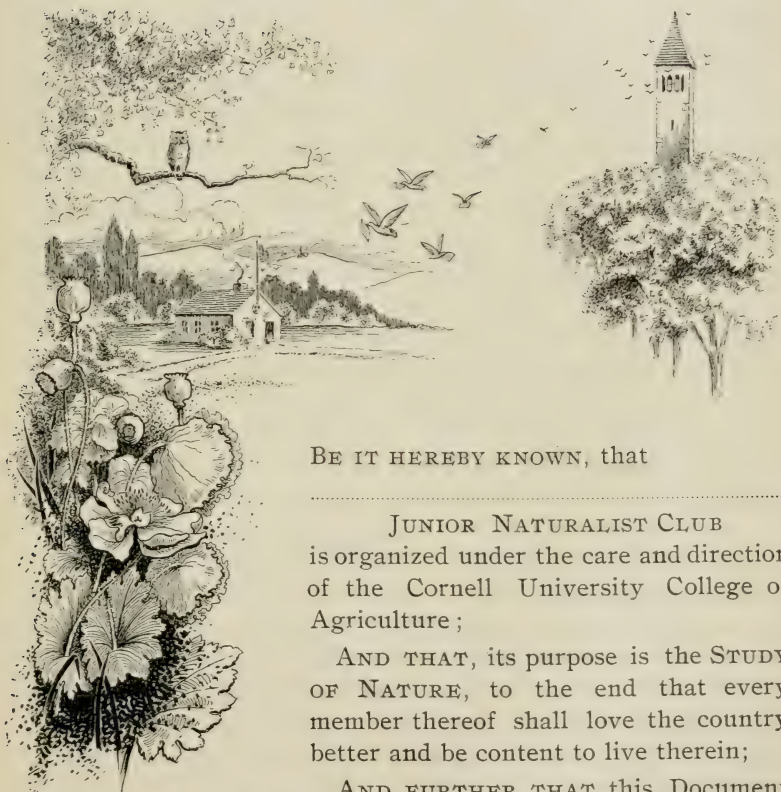 BE IT HEREBY KNOWN, that
JUNIOR NATURALIST CLUB
is organized under the care and direction
of the Cornell University College o
Agriculture;
AND THAT, its purpose is the STUDY
OF NATURE, to the end that every
member thereof shall love the country
better and be content to live therein;
AND FURTHER THAT this Document